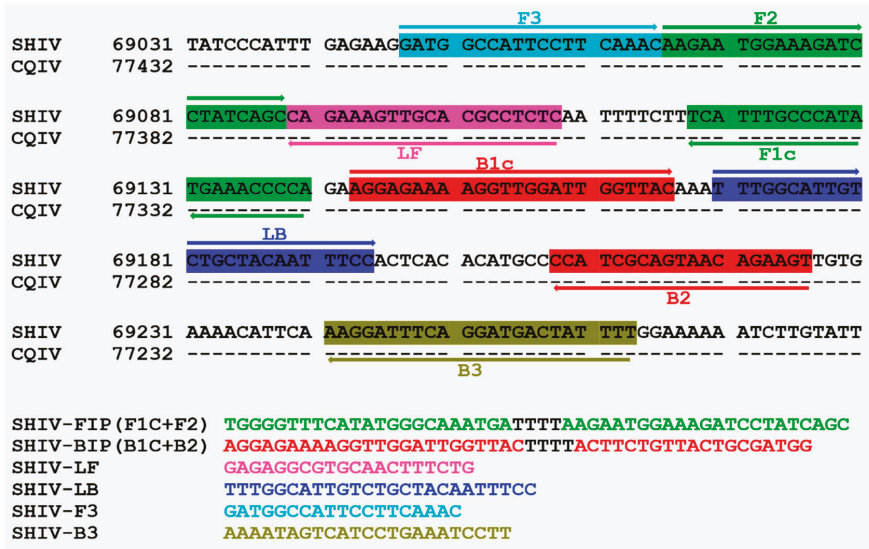 F3 F2
SHIV 69031 TATCCCATTT GAGAAGGATG GCCATTCCTT CAAACAAGAA TGGAAAGATC
CQIV 77432 ---------- ---------- ---------- ---------- ----------
SHIV 69081 CTATCAGCCA GAAAGTTGCA CGCCTCTCAA TTTTCTTTCA TTTGCCCATA
CQIV 77382 ---------- ---------- ---------- ---------- ----------
LF F1c
B1c
SHIV 69131 TGAAACCCCA GAAGGAGAAA AGGTTGGATT GGTTACAAAT TTGGCATTGT
CQIV 77332 ---------- ---------- ---------- ---------- ----------
LB
SHIV 69181 CTGCTACAAT TTCCACTCAC ACATGCCCCA TCGCAGTAAC AGAAGTTGTG
CQIV 77282 ---------- ---------- ---------- ---------- ----------
B2
SHIV 69231 AAAACATTCA AAGGATTTCA GGATGACTAT TTTGGAAAAA ATCTTGTATT
CQIV 77232 ---------- ---------- ---------- ---------- ----------
B3
SHIV-FIP(F1C+F2) TGGGGTTTCATATGGGCAAATGATTTTAAGAATGGAAAGATCCTATCAGC
SHIV-BIP(B1C+B2) AGGAGAAAAGGTTGGATTGGTTACTTTTACTTCTGTTACTGCGATGG
SHIV-LF GAGAGGCGTGCAACTTTCTG
SHIV-LB TTTGGCATTGTCTGCTACAATTTCC
SHIV-F3 GATGGCCATTCCTTCAAAC
SHIV-B3 AAAATAGTCATCCTGAAATCCTT